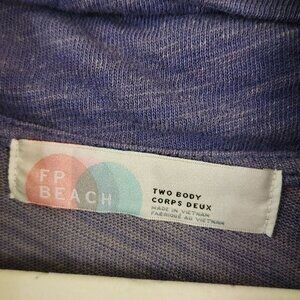 FP
BEACH
TWO BODY
CORPS DEUX
MADE IN VIETNAM
FABRIQUÉ AU VIETNAM